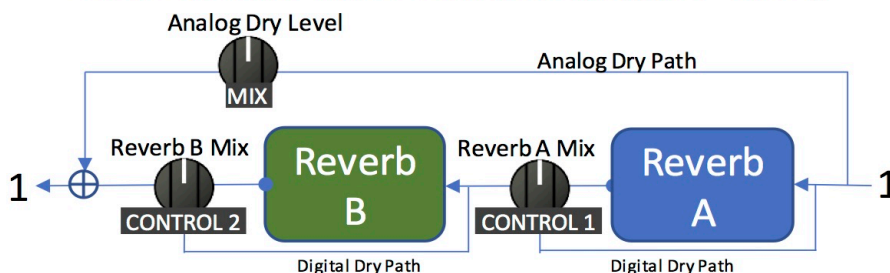 Analog Dry Level
MIX
Analog Dry Path
Reverb B Mix
Reverb
B
Reverb A Mix
Reverb
A
1
1
CONTROL 2
CONTROL 1
Digital Dry Path
Digital Dry Path